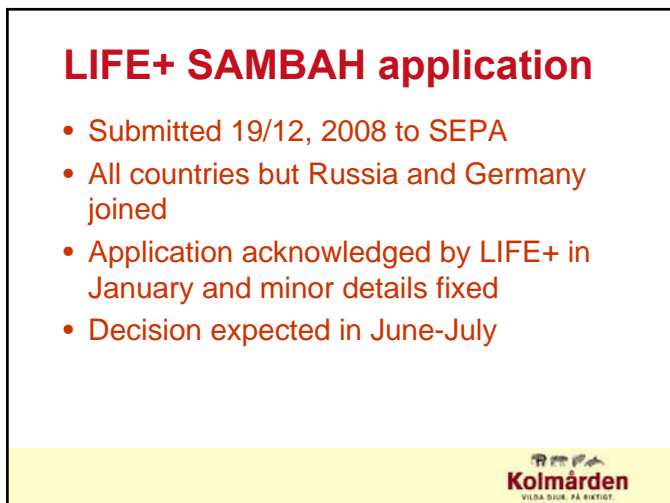 LIFE+ SAMBAH application
• Submitted 19/12, 2008 to SEPA
• All countries but Russia and Germany
joined
• Application acknowledged by LIFE+ in
January and minor details fixed
• Decision expected in June-July
Kolmården
VILDA DJUR. PÅ RIKTIGT.